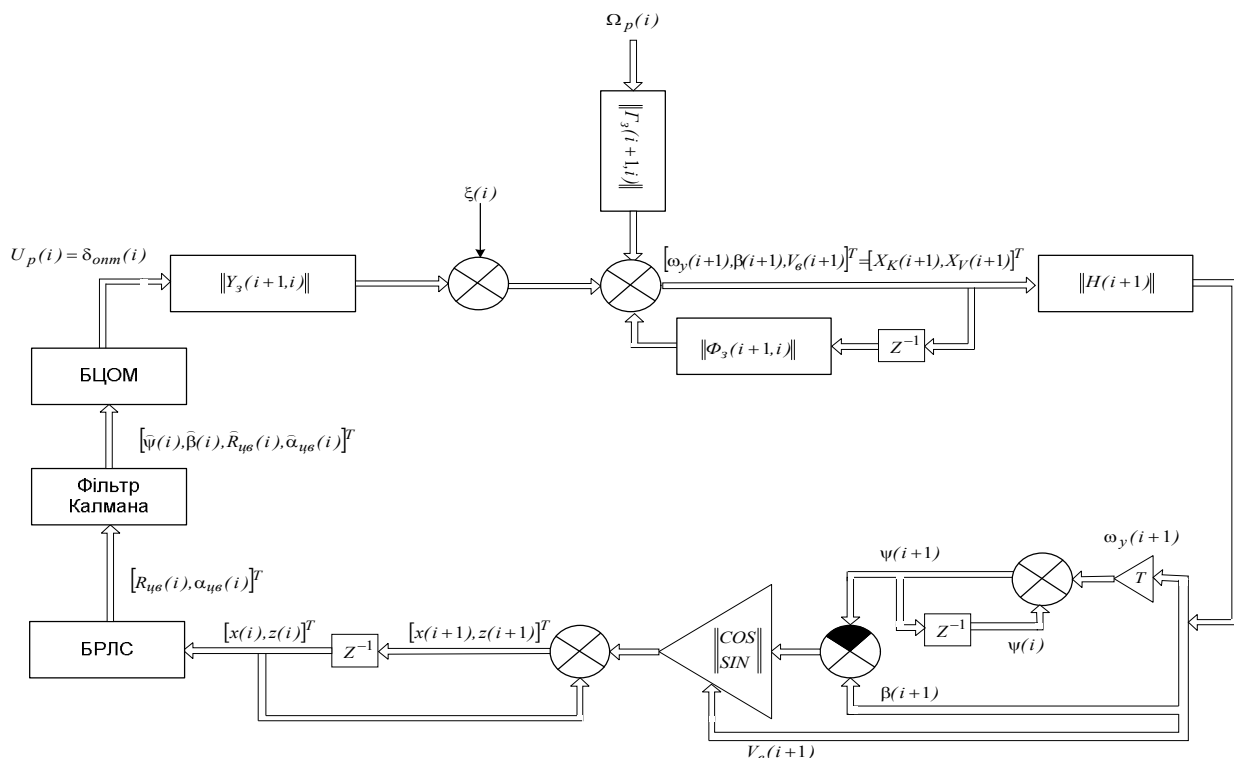 Ω_p(i)
‖Γ_з(i+1,i)‖
ξ(i)
U_p(i)=δ_опт(i)
‖Y_з(i+1,i)‖
[ω_y(i+1),β(i+1),V_в(i+1)]^T=[X_K(i+1),X_V(i+1)]^T
‖H(i+1)‖
‖Φ_з(i+1,i)‖
Z^{-1}
БЦОМ
[ψ̂(i),β̂(i),R̂_цв(i),α̂_цв(i)]^T
Фільтр
Калмана
ω_y(i+1)
ψ(i+1)
T
[R_цв(i),α_цв(i)]^T
Z^{-1}
ψ(i)
[x(i),z(i)]^T
[x(i+1),z(i+1)]^T
БРЛС
Z^{-1}
‖COS
SIN‖
β(i+1)
V_в(i+1)